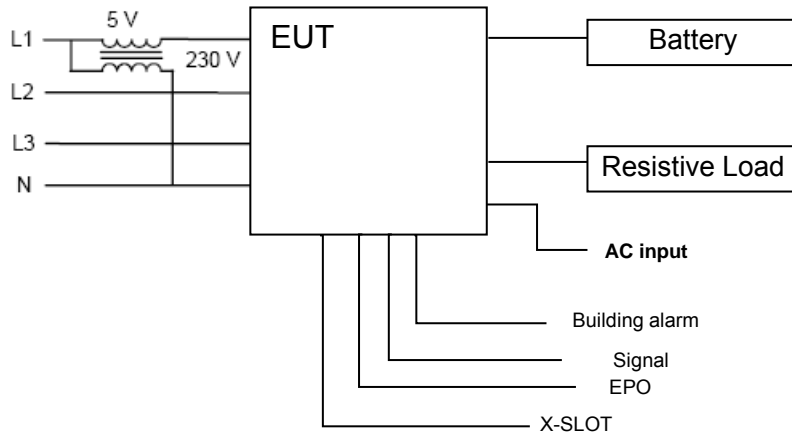 5 V
L1
EUT
Battery
230 V
L2
L3
Resistive Load
N
AC input
Building alarm
Signal
EPO
X-SLOT